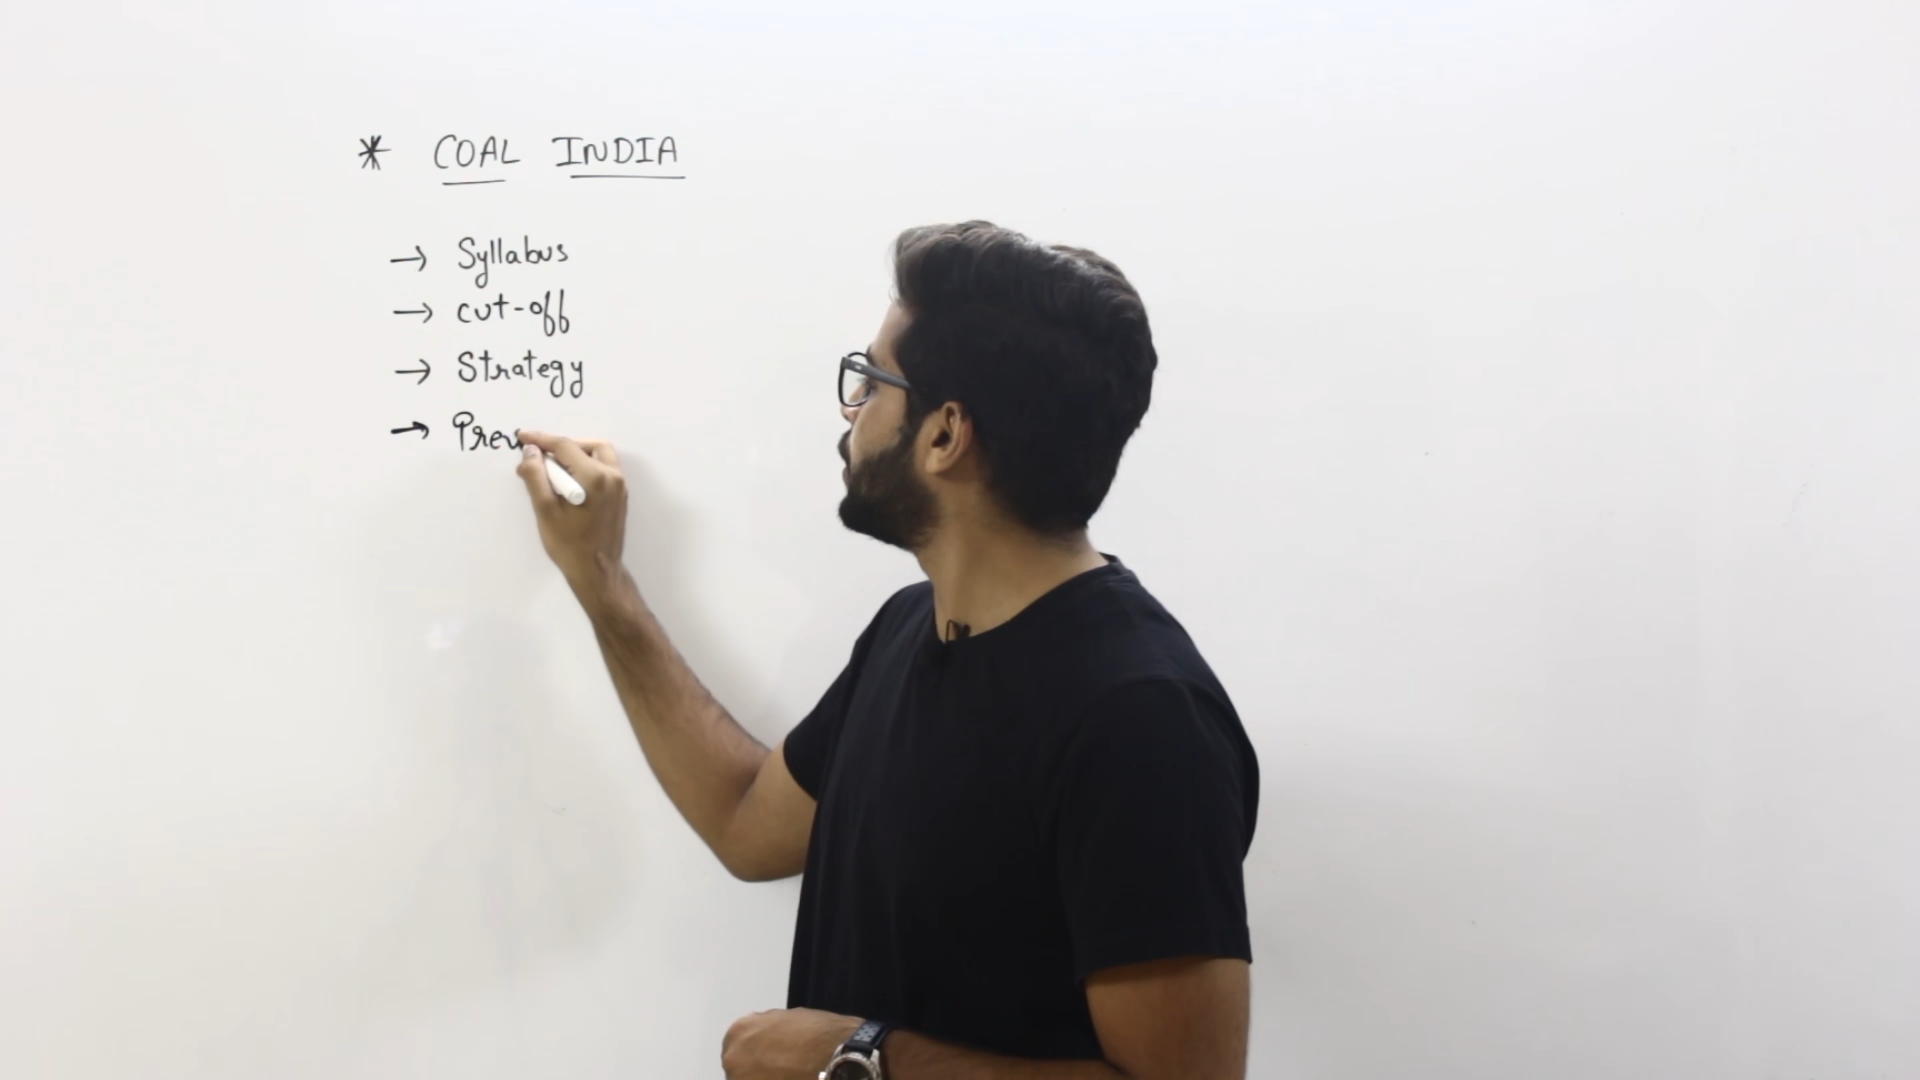 * COAL INDIA
→ Syllabus
→ cut-off
→ Strategy
→ Prev